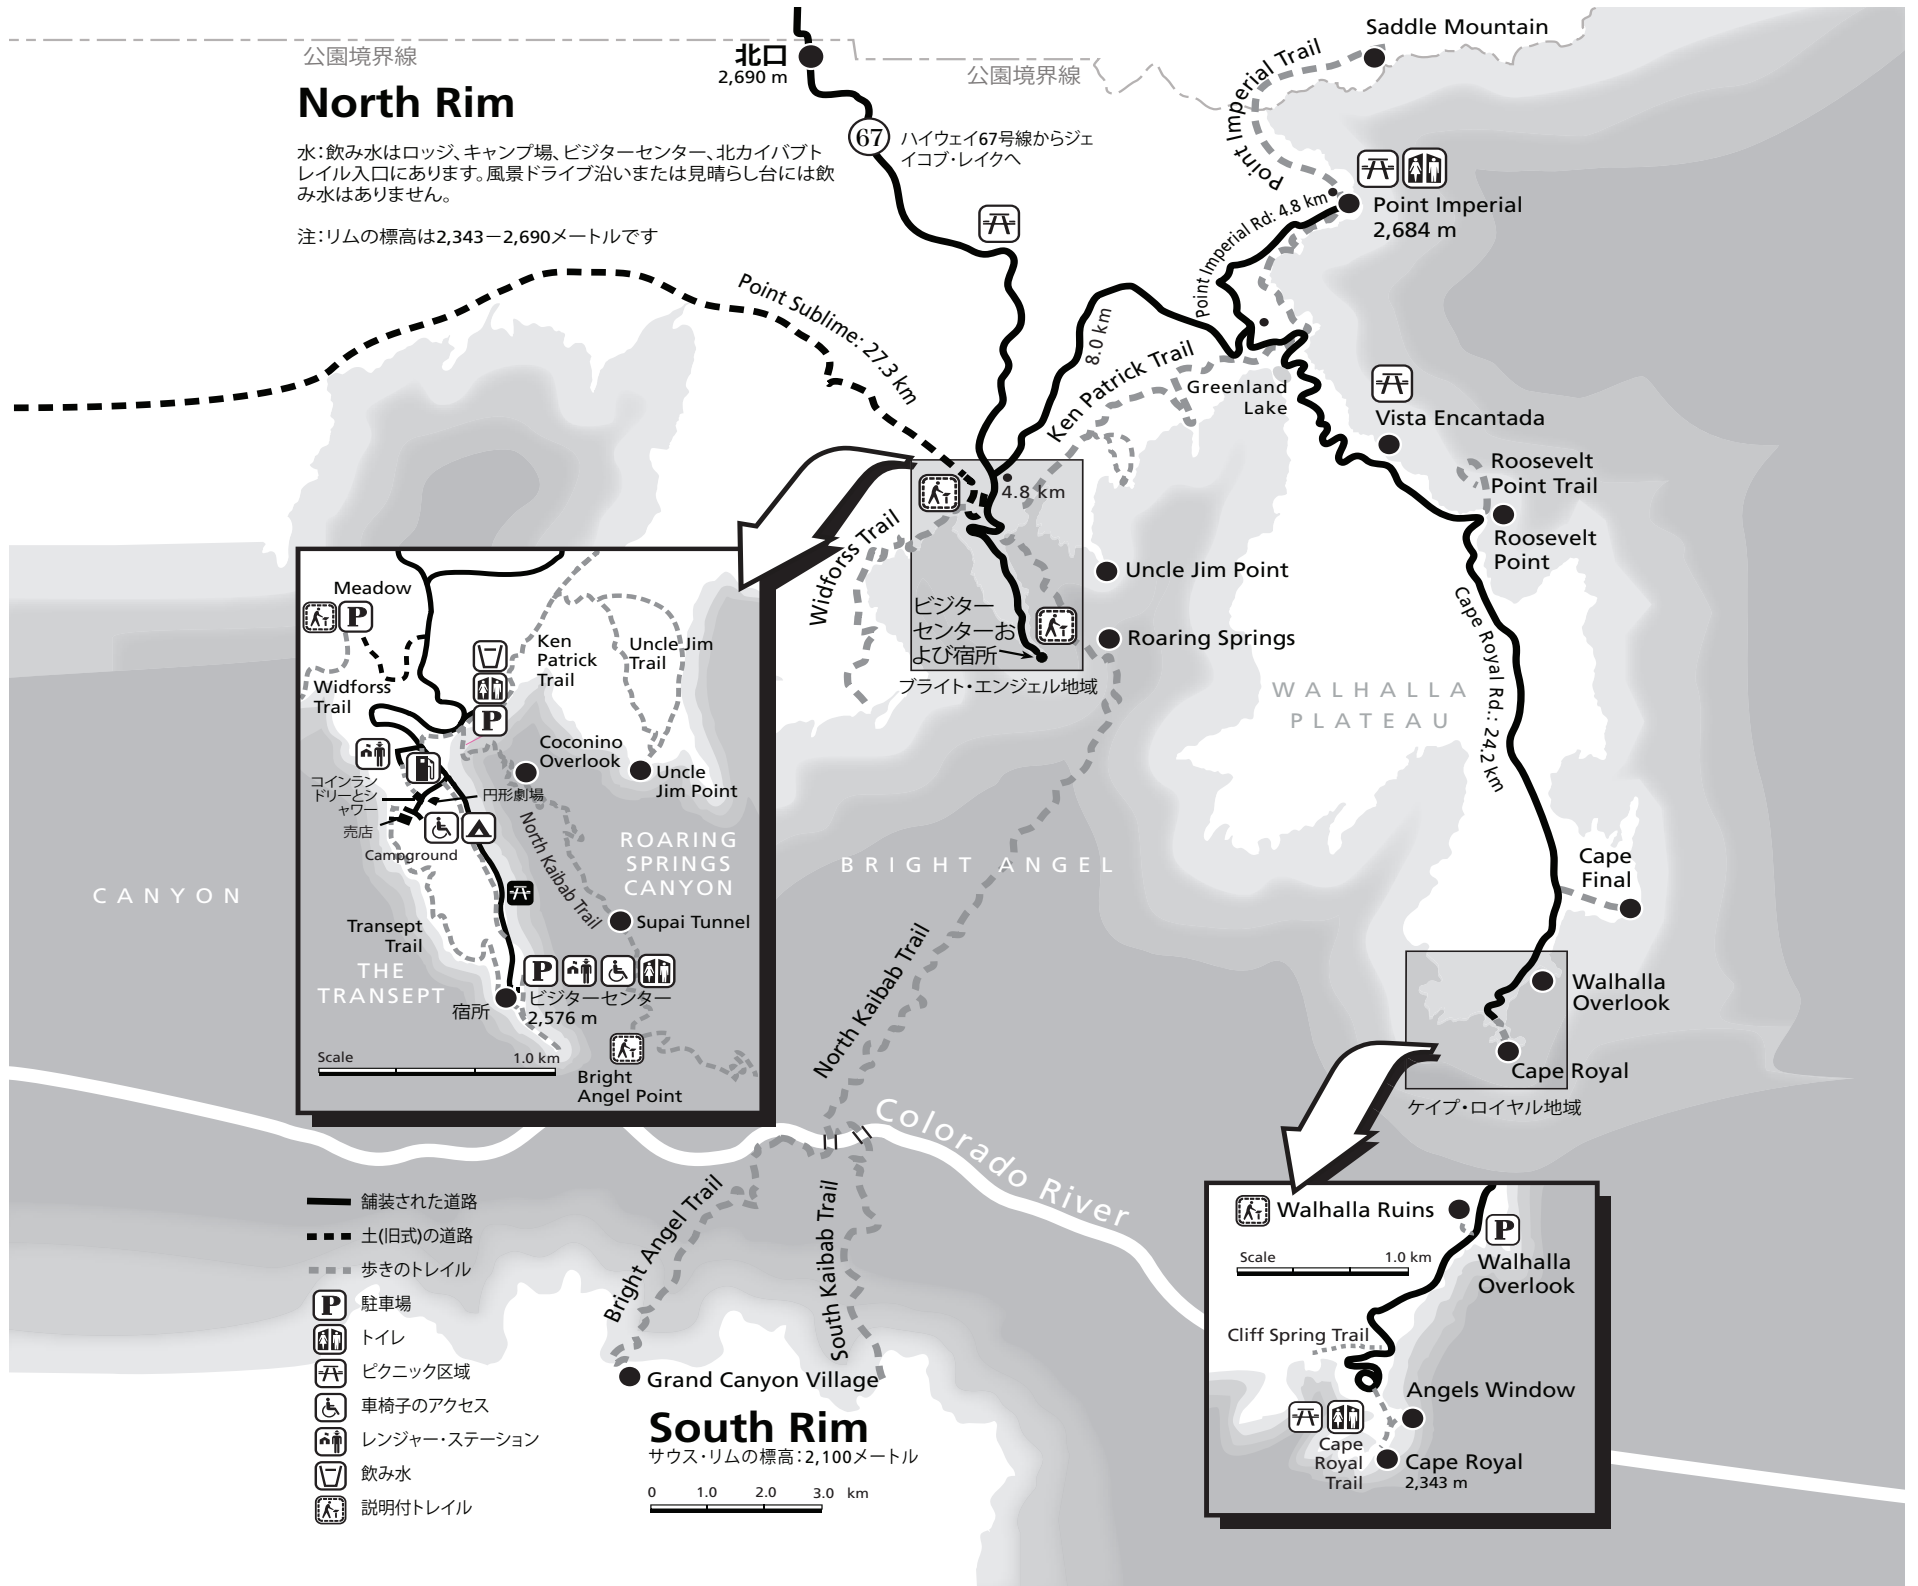 公園境界線
北口
2,690 m
公園境界線
Saddle Mountain
Point Imperial Trail
North Rim
水：飲み水はロッジ、キャンプ場、ビジターセンター、北カイバブト
レイル入口にあります。風景ドライブ沿いまたは見晴らし台には飲
み水はありません。
注：リムの標高は2,343－2,690メートルです
67
ハイウェイ67号線からジェ
イコブ・レイクへ
Point Imperial
2,684 m
Point Imperial Rd: 4.8 km
Point Sublime: 27.3 km
8.0 km
Ken Patrick Trail
Greenland
Lake
Vista Encantada
Roosevelt
Point Trail
Roosevelt
Point
4.8 km
Widforss Trail
Uncle Jim Point
Roaring Springs
ビジター
センターお
よび宿所
ブライト・エンジェル地域
WALHALLA
PLATEAU
Cape Royal Rd.: 24.2 km
Cape
Final
Walhalla
Overlook
Cape Royal
ケイプ・ロイヤル地域
CANYON
BRIGHT ANGEL
North Kaibab Trail
Colorado River
Meadow
P
Widforss
Trail
Ken
Patrick
Trail
Uncle Jim
Trail
P
Coconino
Overlook
Uncle
Jim Point
コインラン
ドリーとシ
ャワー
円形劇場
売店
Campground
North Kaibab Trail
ROARING
SPRINGS
CANYON
Supai Tunnel
Transept
Trail
THE
TRANSEPT
P
宿所
ビジターセンター
2,576 m
Scale
1.0 km
Bright
Angel Point
舗装された道路
土(旧式)の道路
歩きのトレイル
P
駐車場
トイレ
ピクニック区域
車椅子のアクセス
レンジャー・ステーション
飲み水
説明付トレイル
Bright Angel Trail
South Kaibab Trail
Grand Canyon Village
South Rim
サウス・リムの標高：2,100メートル
0 1.0 2.0 3.0 km
Walhalla Ruins
P
Scale
1.0 km
Walhalla
Overlook
Cliff Spring Trail
Angels Window
Cape
Royal
Trail
Cape Royal
2,343 m